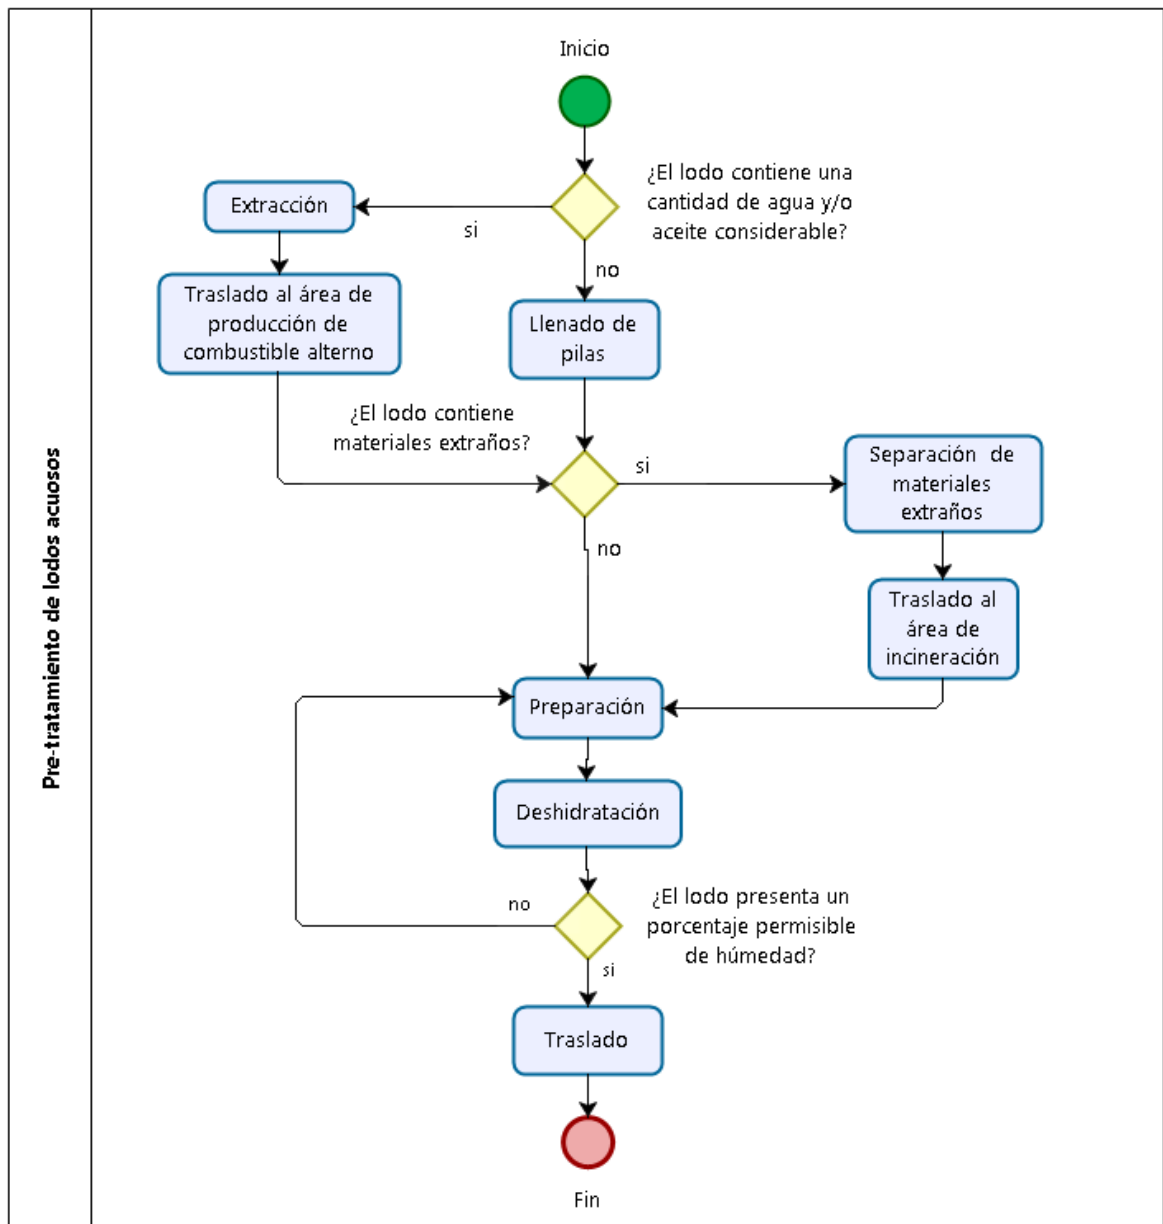 Pre-tratamiento de lodos acuosos
Inicio
¿El lodo contiene una
cantidad de agua y/o
aceite considerable?
si
no
Extracción
Traslado al área de
producción de
combustible alterno
Llenado de
pilas
¿El lodo contiene
materiales extraños?
si
no
Separación de
materiales
extraños
Traslado al
área de
incineración
Preparación
Deshidratación
¿El lodo presenta un
porcentaje permisible
de húmedad?
no
si
Traslado
Fin